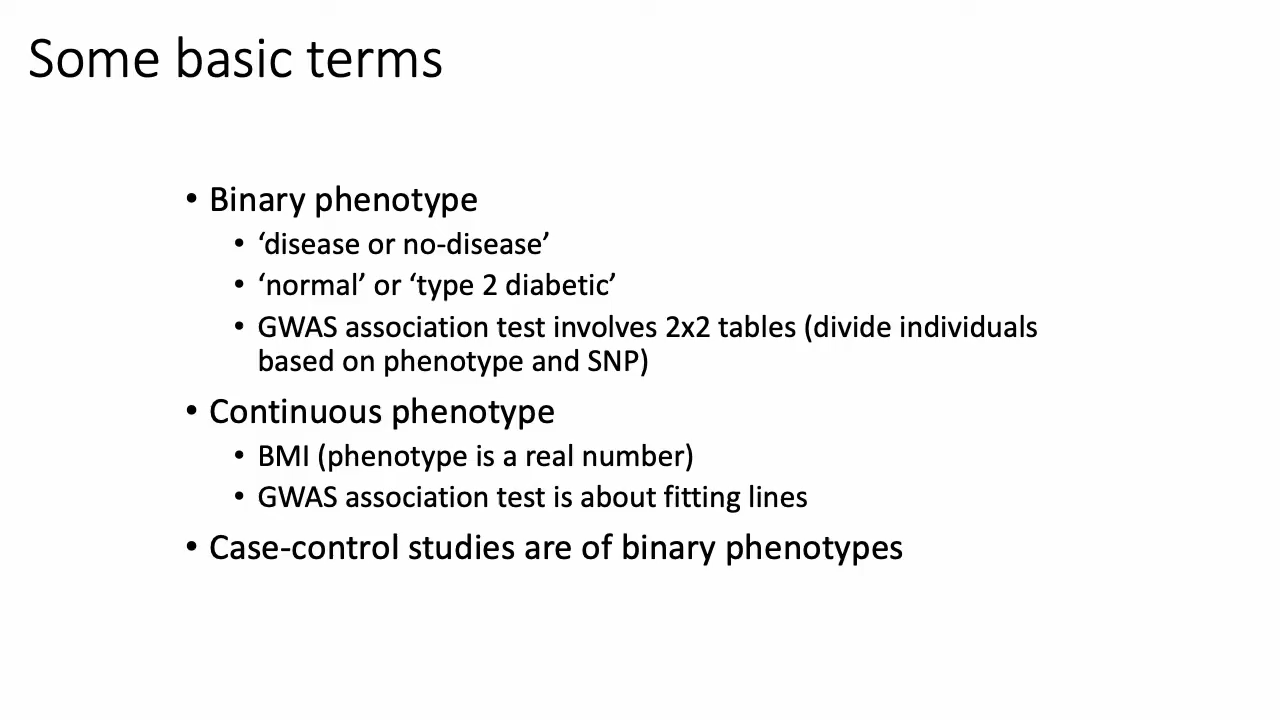 Some basic terms
• Binary phenotype
• ‘disease or no-disease’
• ‘normal’ or ‘type 2 diabetic’
• GWAS association test involves 2x2 tables (divide individuals
based on phenotype and SNP)
• Continuous phenotype
• BMI (phenotype is a real number)
• GWAS association test is about fitting lines
• Case-control studies are of binary phenotypes